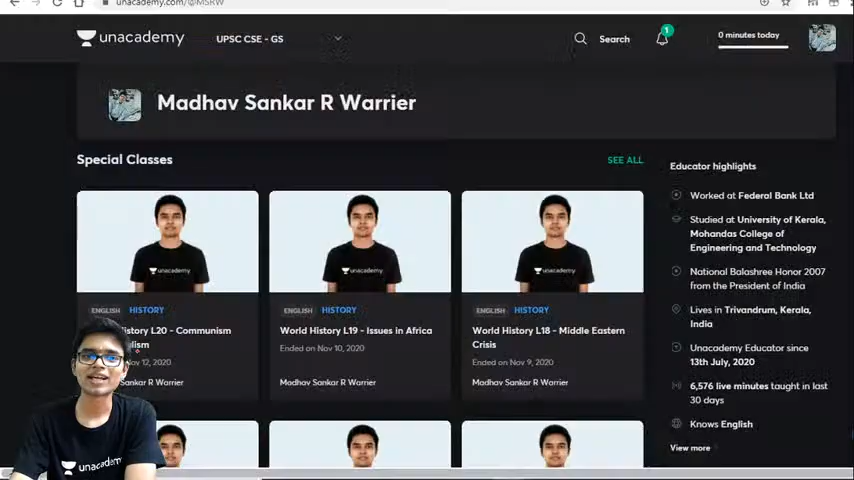 unacademy.com/@MSRW
unacademy
UPSC CSE - GS
Search
1
0 minutes today
Madhav Sankar R Warrier
Special Classes
SEE ALL
unacademy
unacademy
unacademy
ENGLISH HISTORY
History L20 - Communism
ENGLISH HISTORY
World History L19 - Issues in Africa
Ended on Nov 10, 2020
Madhav Sankar R Warrier
ENGLISH HISTORY
World History L18 - Middle Eastern
Crisis
Ended on Nov 9, 2020
Madhav Sankar R Warrier
12, 2020
Sankar R Warrier
unacademy
Educator highlights
Worked at Federal Bank Ltd
Studied at University of Kerala,
Mohandas College of
Engineering and Technology
National Balashree Honor 2007
from the President of India
Lives in Trivandrum, Kerala,
India
Unacademy Educator since
13th July, 2020
6,576 live minutes taught in last
30 days
Knows English
View more